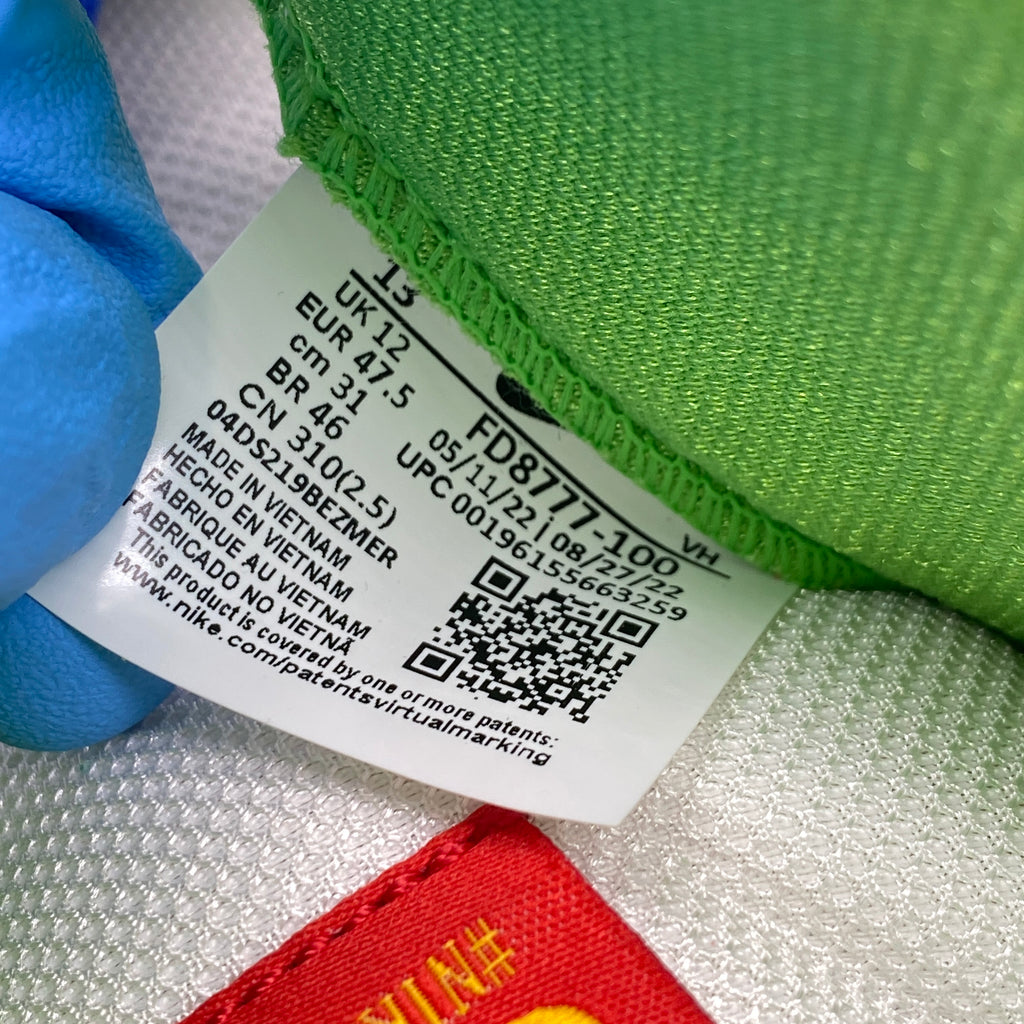 13
UK 12
EUR 47.5
cm 31
BR 46
CN 310(2.5)
04DS219BEZMER
MADE IN VIETNAM
HECHO EN VIETNAM
FABRIQUE AU VIETNAM
FABRICADO NO VIETNÃ
This product is covered by one or more patents:
www.nike.com/patentsvirtualmarking
VH
FD8777-100
05/11/22 | 08/27/22
UPC 00196155663259